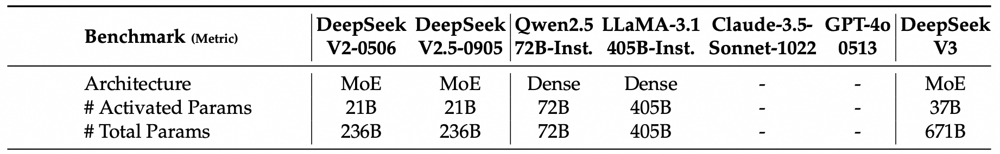 Benchmark (Metric) DeepSeek V2-0506 DeepSeek V2.5-0905 Qwen2.5 72B-Inst. LLaMA-3.1 405B-Inst. Claude-3.5-Sonnet-1022 GPT-4o 0513 DeepSeek V3
Architecture MoE MoE Dense Dense - - MoE
# Activated Params 21B 21B 72B 405B - - 37B
# Total Params 236B 236B 72B 405B - - 671B